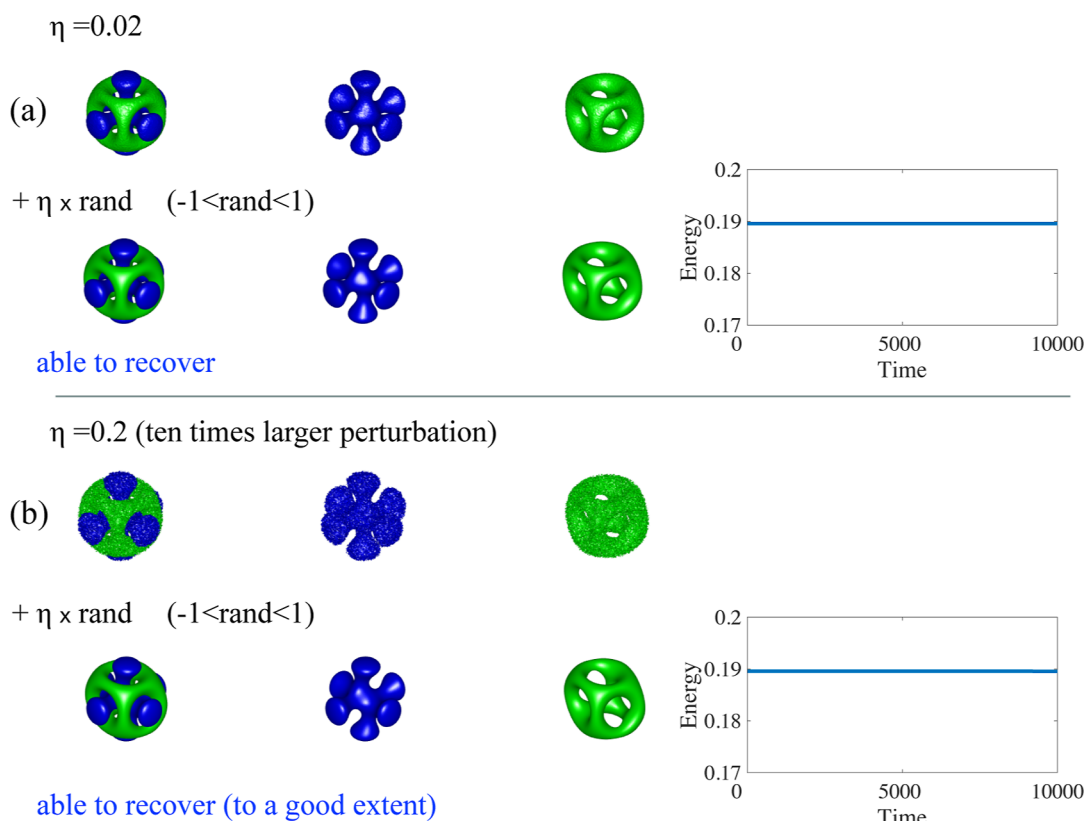 η =0.02
(a)
+ η x rand (-1<rand<1)
able to recover
0.2
0.19
0.18
0.17
Energy
0 5000 10000
Time
η =0.2 (ten times larger perturbation)
(b)
+ η x rand (-1<rand<1)
able to recover (to a good extent)
0.2
0.19
0.18
0.17
Energy
0 5000 10000
Time